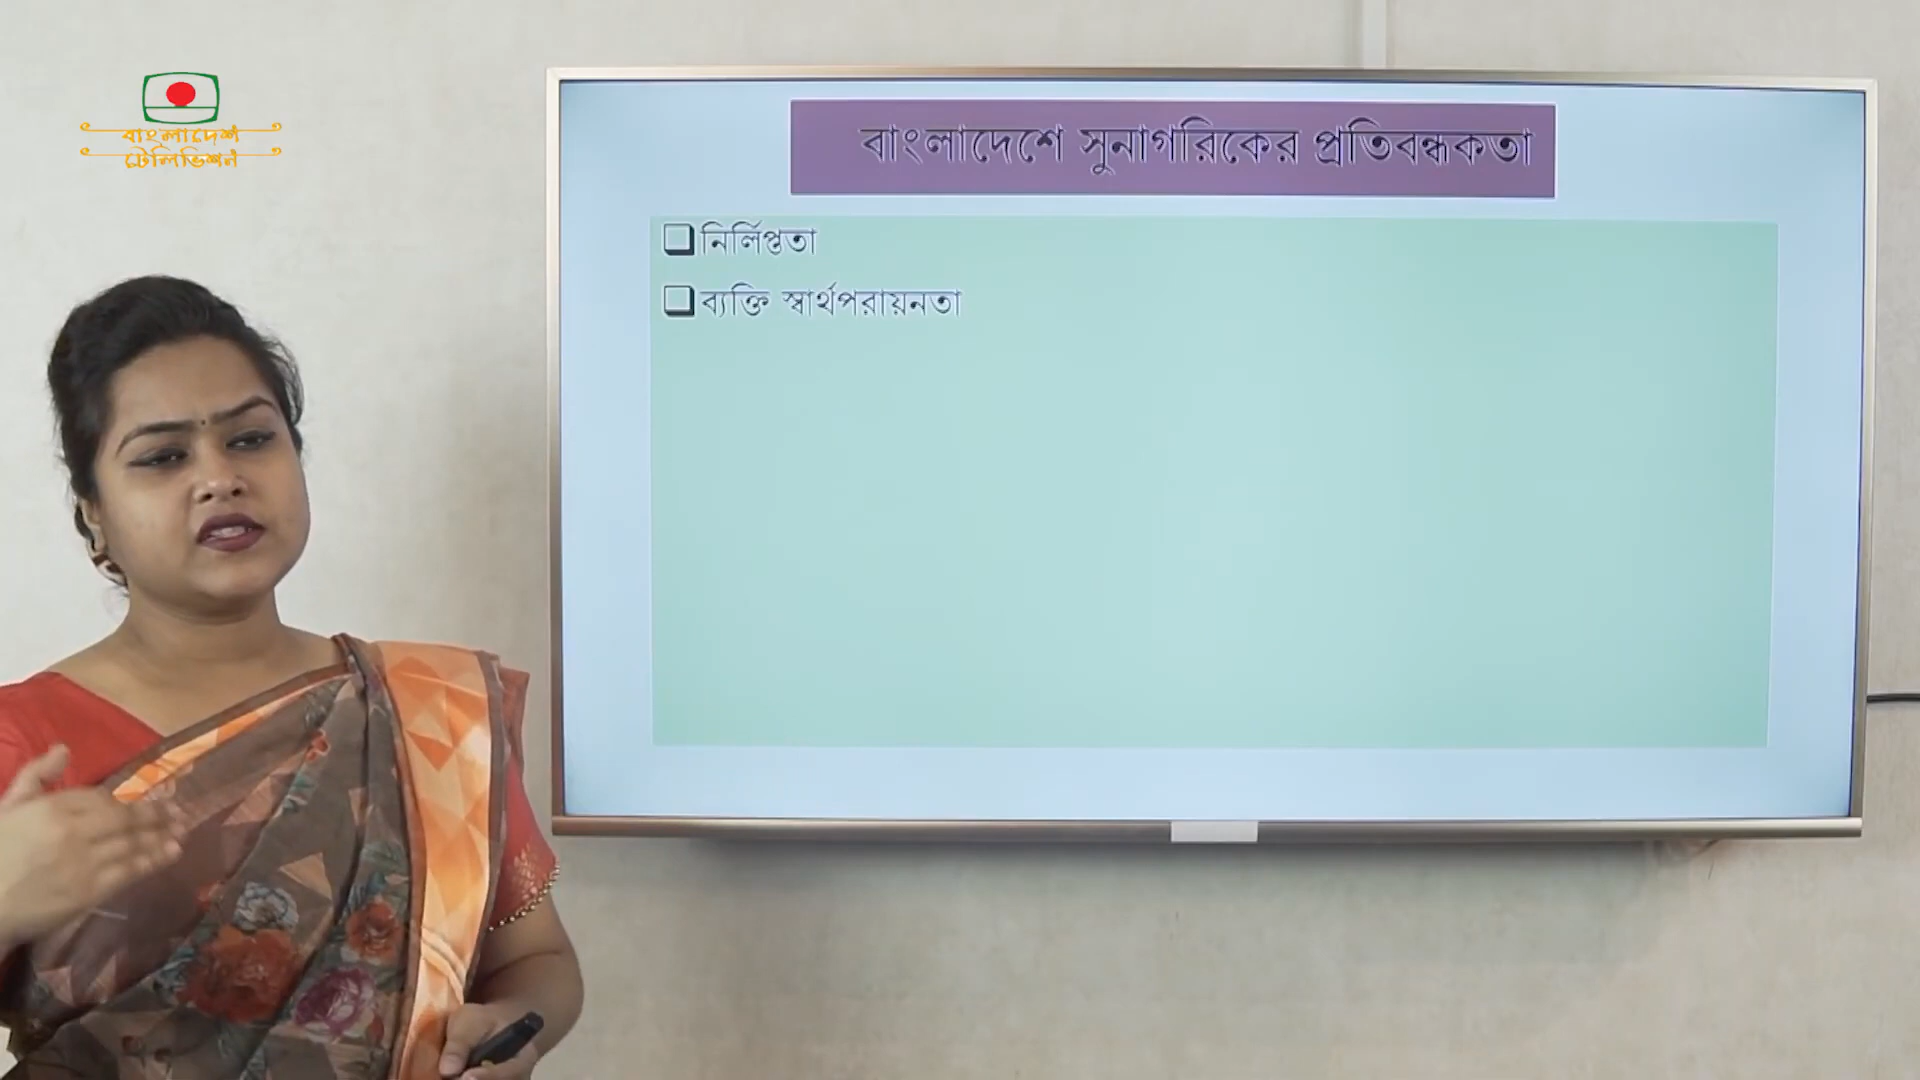 বাংলাদেশ
টেলিভিশন
বাংলাদেশে সুনাগরিকের প্রতিবন্ধকতা
নির্লিপ্ততা
ব্যক্তি স্বার্থপরায়নতা